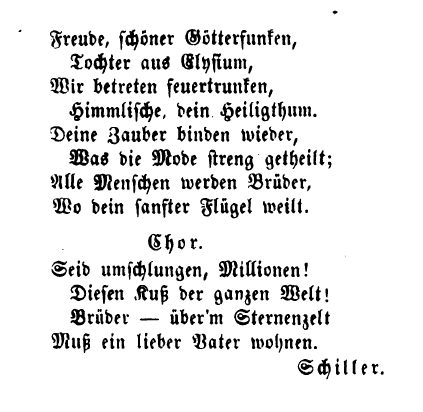 Freude, schöner Götterfunken,
Tochter aus Elysium,
Wir betreten feuertrunken,
Himmlische, dein Heiligthum.
Deine Zauber binden wieder,
Was die Mode streng getheilt;
Alle Menschen werden Brüder,
Wo dein sanfter Flügel weilt.
Chor.
Seid umschlungen, Millionen!
Diesen Kuß der ganzen Welt!
Brüder — über'm Sternenzelt
Muß ein lieber Vater wohnen.
Schiller.